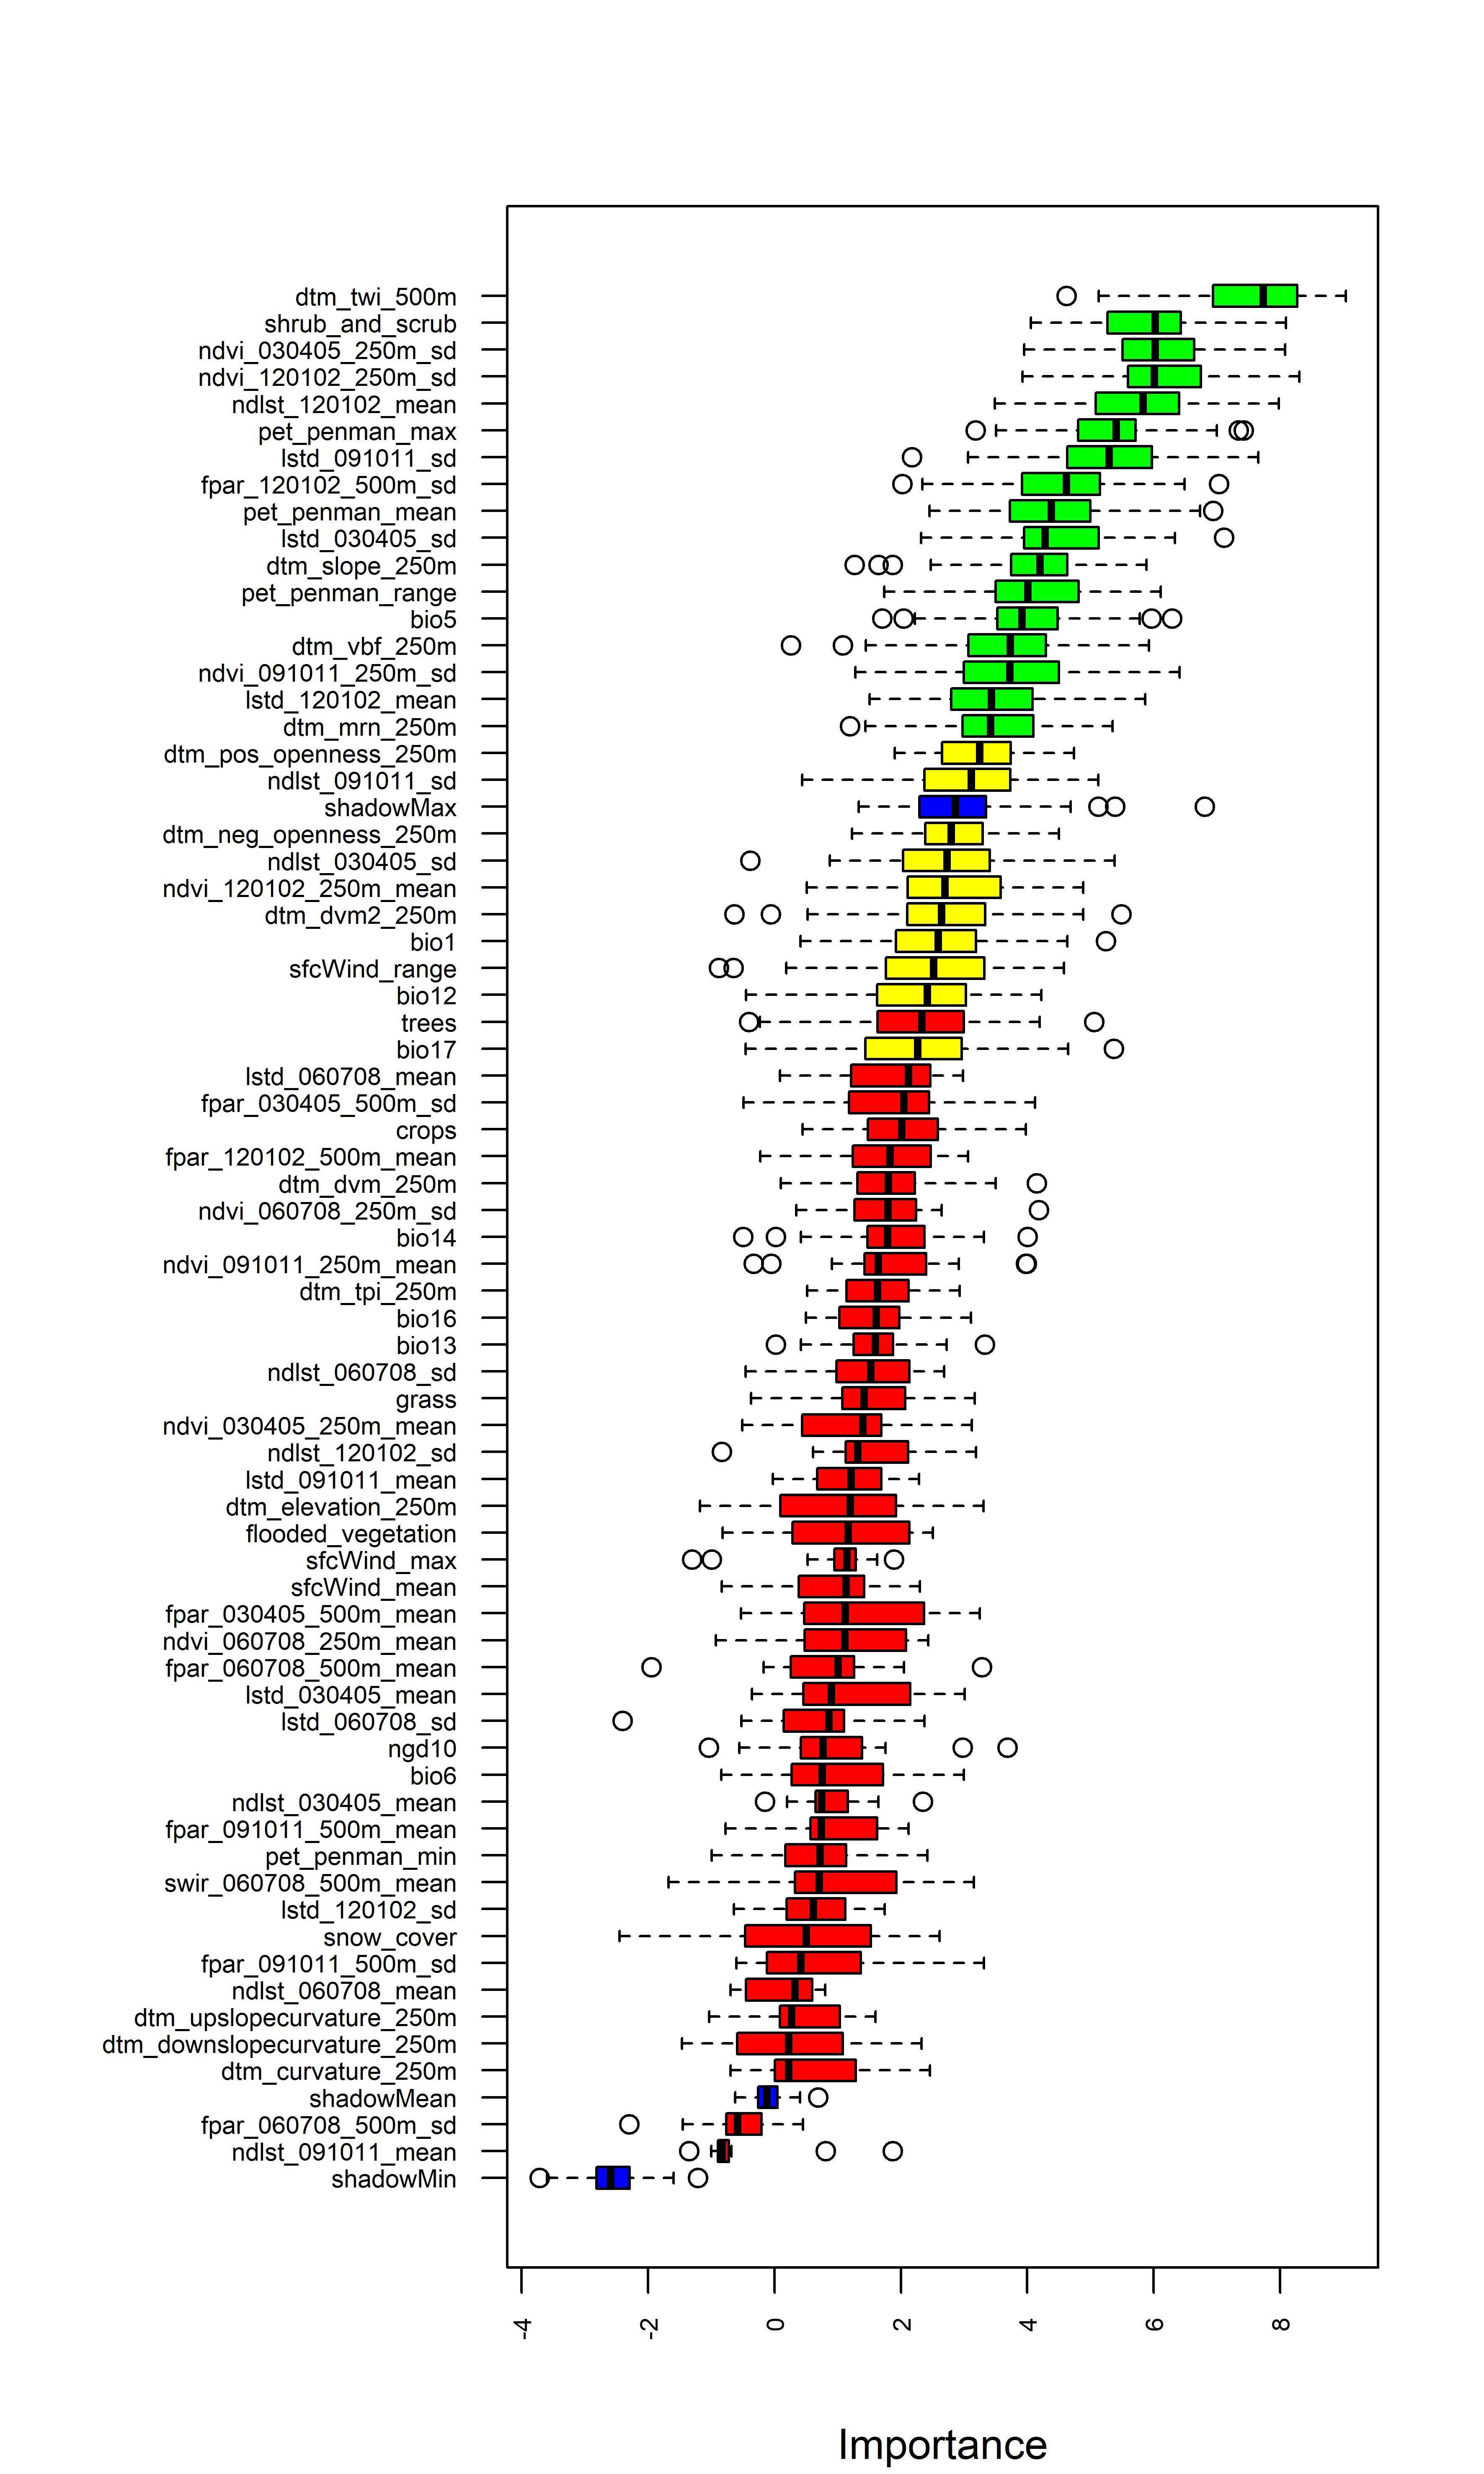 dtm_twi_500m
shrub_and_scrub
ndvi_030405_250m_sd
ndvi_120102_250m_sd
ndlst_120102_mean
pet_penman_max
lstd_091011_sd
fpar_120102_500m_sd
pet_penman_mean
lstd_030405_sd
dtm_slope_250m
pet_penman_range
bio5
dtm_vbf_250m
ndvi_091011_250m_sd
lstd_120102_mean
dtm_mrn_250m
dtm_pos_openness_250m
ndlst_091011_sd
shadowMax
dtm_neg_openness_250m
ndlst_030405_sd
ndvi_120102_250m_mean
dtm_dvm2_250m
bio1
sfcWind_range
bio12
trees
bio17
lstd_060708_mean
fpar_030405_500m_sd
crops
fpar_120102_500m_mean
dtm_dvm_250m
ndvi_060708_250m_sd
bio14
ndvi_091011_250m_mean
dtm_tpi_250m
bio16
bio13
ndlst_060708_sd
grass
ndvi_030405_250m_mean
ndlst_120102_sd
lstd_091011_mean
dtm_elevation_250m
flooded_vegetation
sfcWind_max
sfcWind_mean
fpar_030405_500m_mean
ndvi_060708_250m_mean
fpar_060708_500m_mean
lstd_030405_mean
lstd_060708_sd
ngd10
bio6
ndlst_030405_mean
fpar_091011_500m_mean
pet_penman_min
swir_060708_500m_mean
lstd_120102_sd
snow_cover
fpar_091011_500m_sd
ndlst_060708_mean
dtm_upslopecurvature_250m
dtm_downslopecurvature_250m
dtm_curvature_250m
shadowMean
fpar_060708_500m_sd
ndlst_091011_mean
shadowMin
-4 -2 0 2 4 6 8
Importance